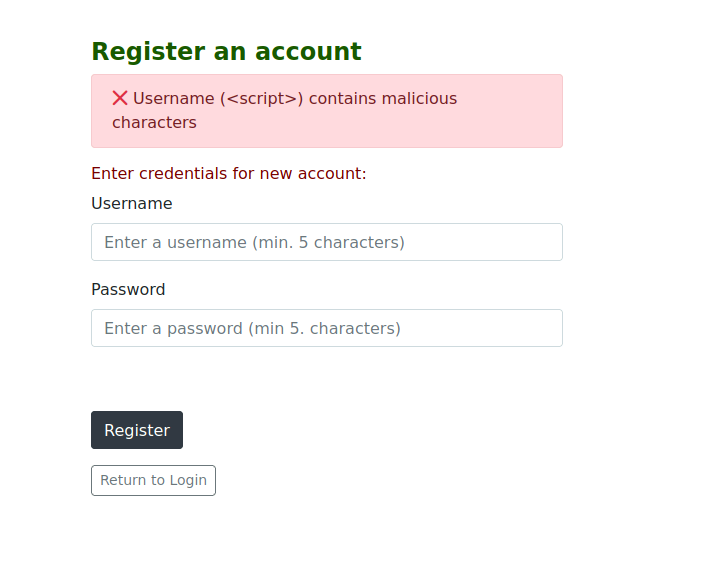 Register an account
Username (<script>) contains malicious
characters
Enter credentials for new account:
Username
Enter a username (min. 5 characters)
Password
Enter a password (min 5. characters)
Register
Return to Login